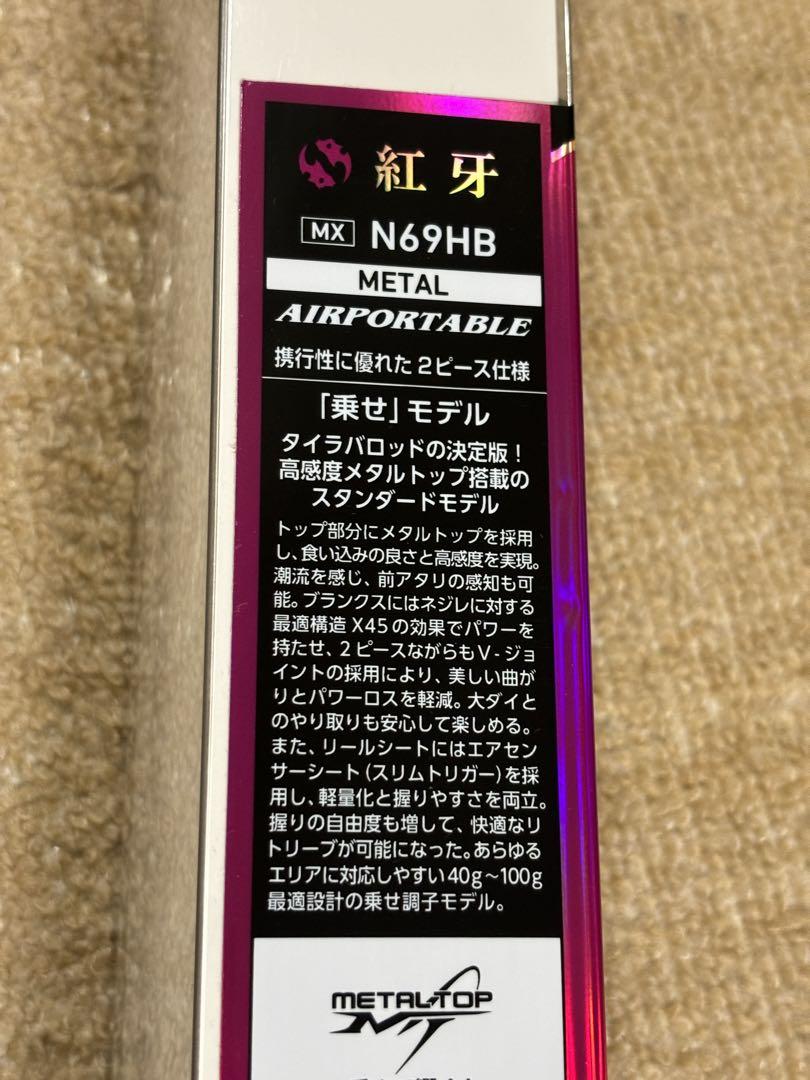 紅牙
MX N69HB
METAL
AIRPORTABLE
携行性に優れた2ピース仕様
「乗せ」モデル
タイラバロッドの決定版！
高感度メタルトップ搭載の
スタンダードモデル
トップ部分にメタルトップを採用
し、食い込みの良さと高感度を実現。
潮流を感じ、前アタリの感知も可
能。ブランクスにはネジレに対する
最適構造X45の効果でパワーを
持たせ、2ピースながらもV-ジョ
イントの採用により、美しい曲が
りとパワーロスを軽減。大ダイと
のやり取りも安心して楽しめる。
また、リールシートにはエアセン
サーシート(スリムトリガー)を採
用し、軽量化と握りやすさを両立。
握りの自由度も増して、快適なリ
トリーブが可能になった。あらゆる
エリアに対応しやすい40g～100g
最適設計の乗せ調子モデル。
METAL TOP
MT